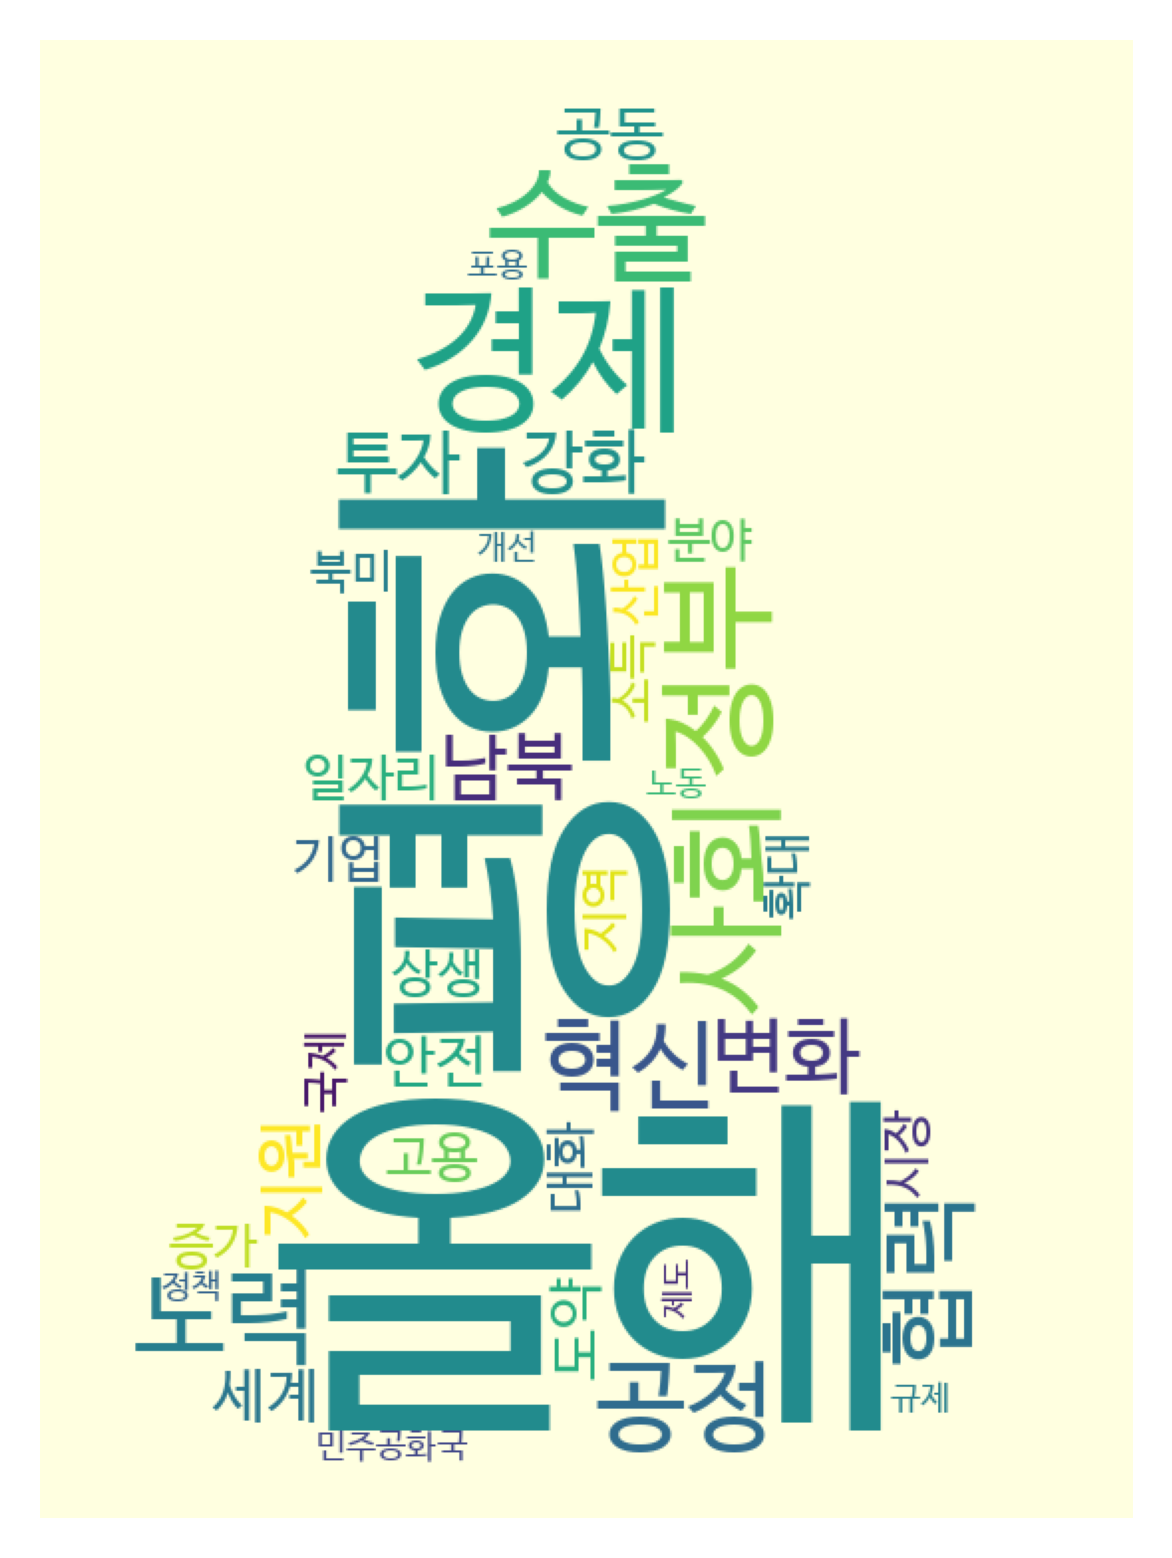 공동
수출
포용
경제
투자
강화
평화
개선
북미
분야
산업
소득
정부
남북
일자리
노동
기업
사회
확대
지역
상생
안전
혁신
변화
국제
올해
지원
고용
대화
시장
협력
증가
정책
노력
제도
도약
세계
공정
규제
민주공화국